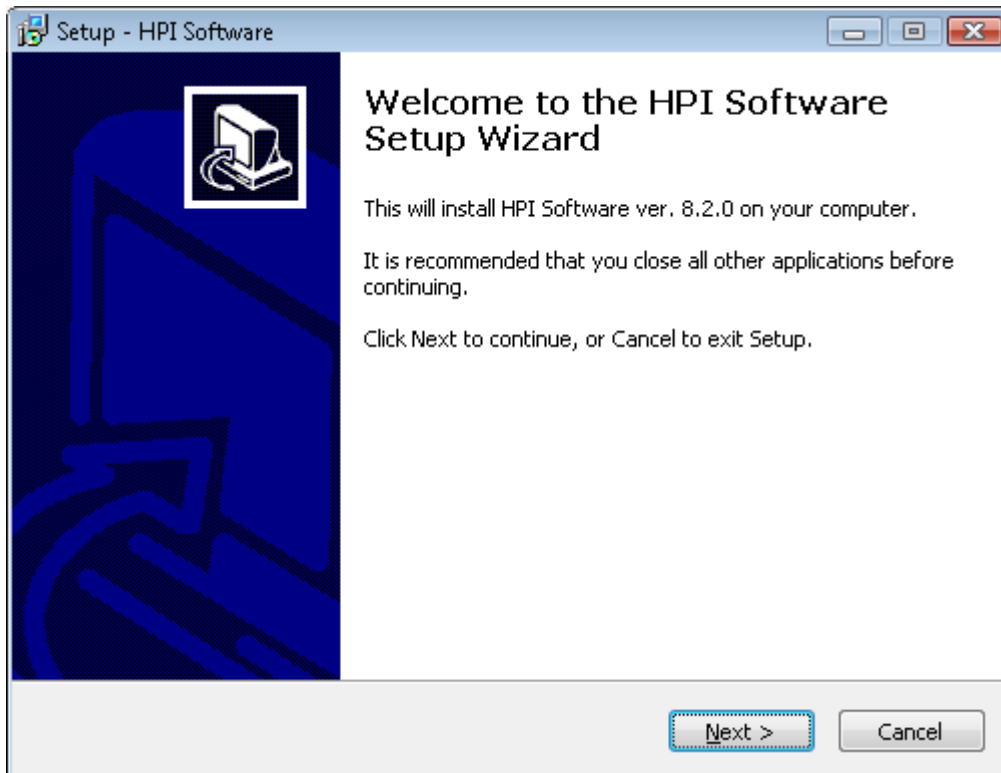 Setup - HPI Software
Welcome to the HPI Software
Setup Wizard
This will install HPI Software ver. 8.2.0 on your computer.
It is recommended that you close all other applications before
continuing.
Click Next to continue, or Cancel to exit Setup.
Next >
Cancel